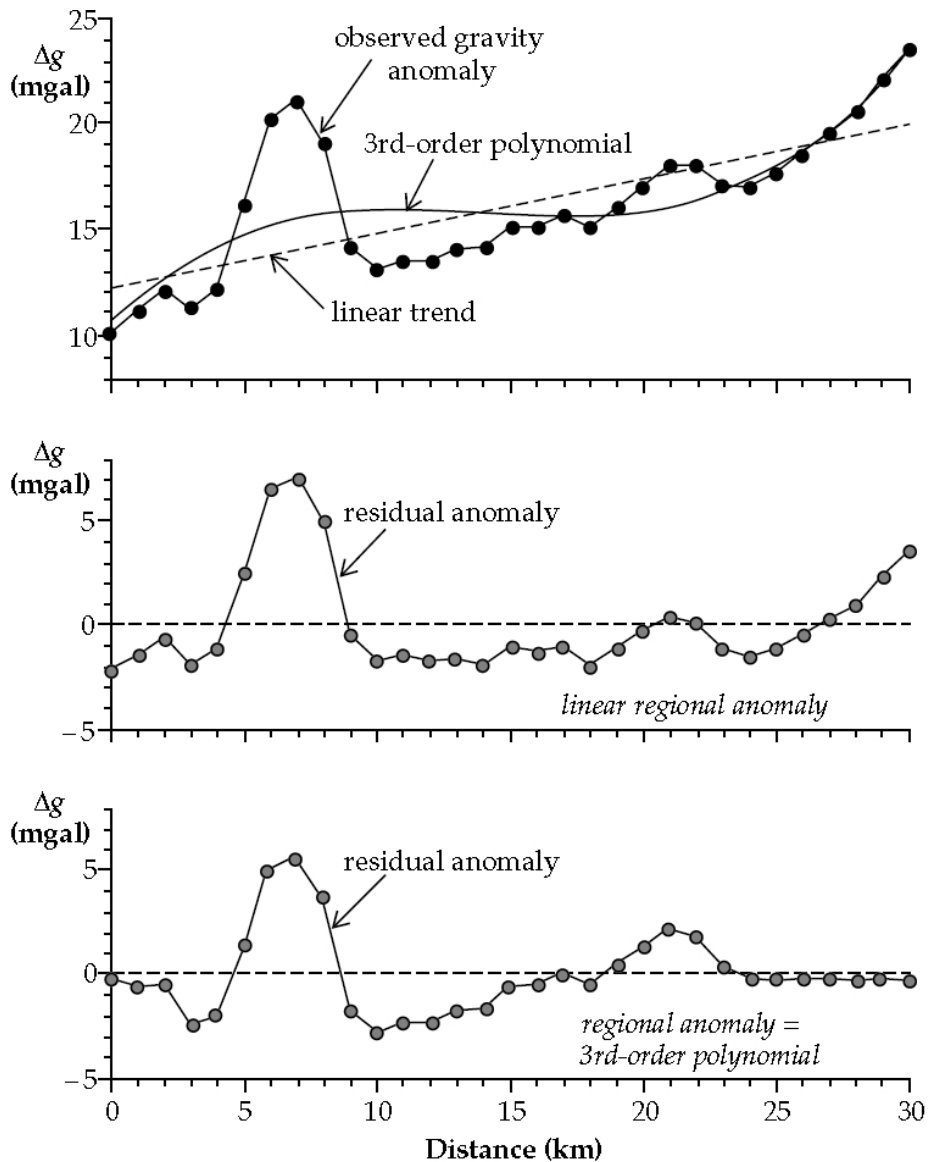 25
Δg
(mgal)
observed gravity
anomaly
20
3rd-order polynomial
15
linear trend
10
Δg
(mgal)
5
residual anomaly
0
linear regional anomaly
−5
Δg
(mgal)
5
residual anomaly
0
regional anomaly =
3rd-order polynomial
−5
0 5 10 15 20 25 30
Distance (km)